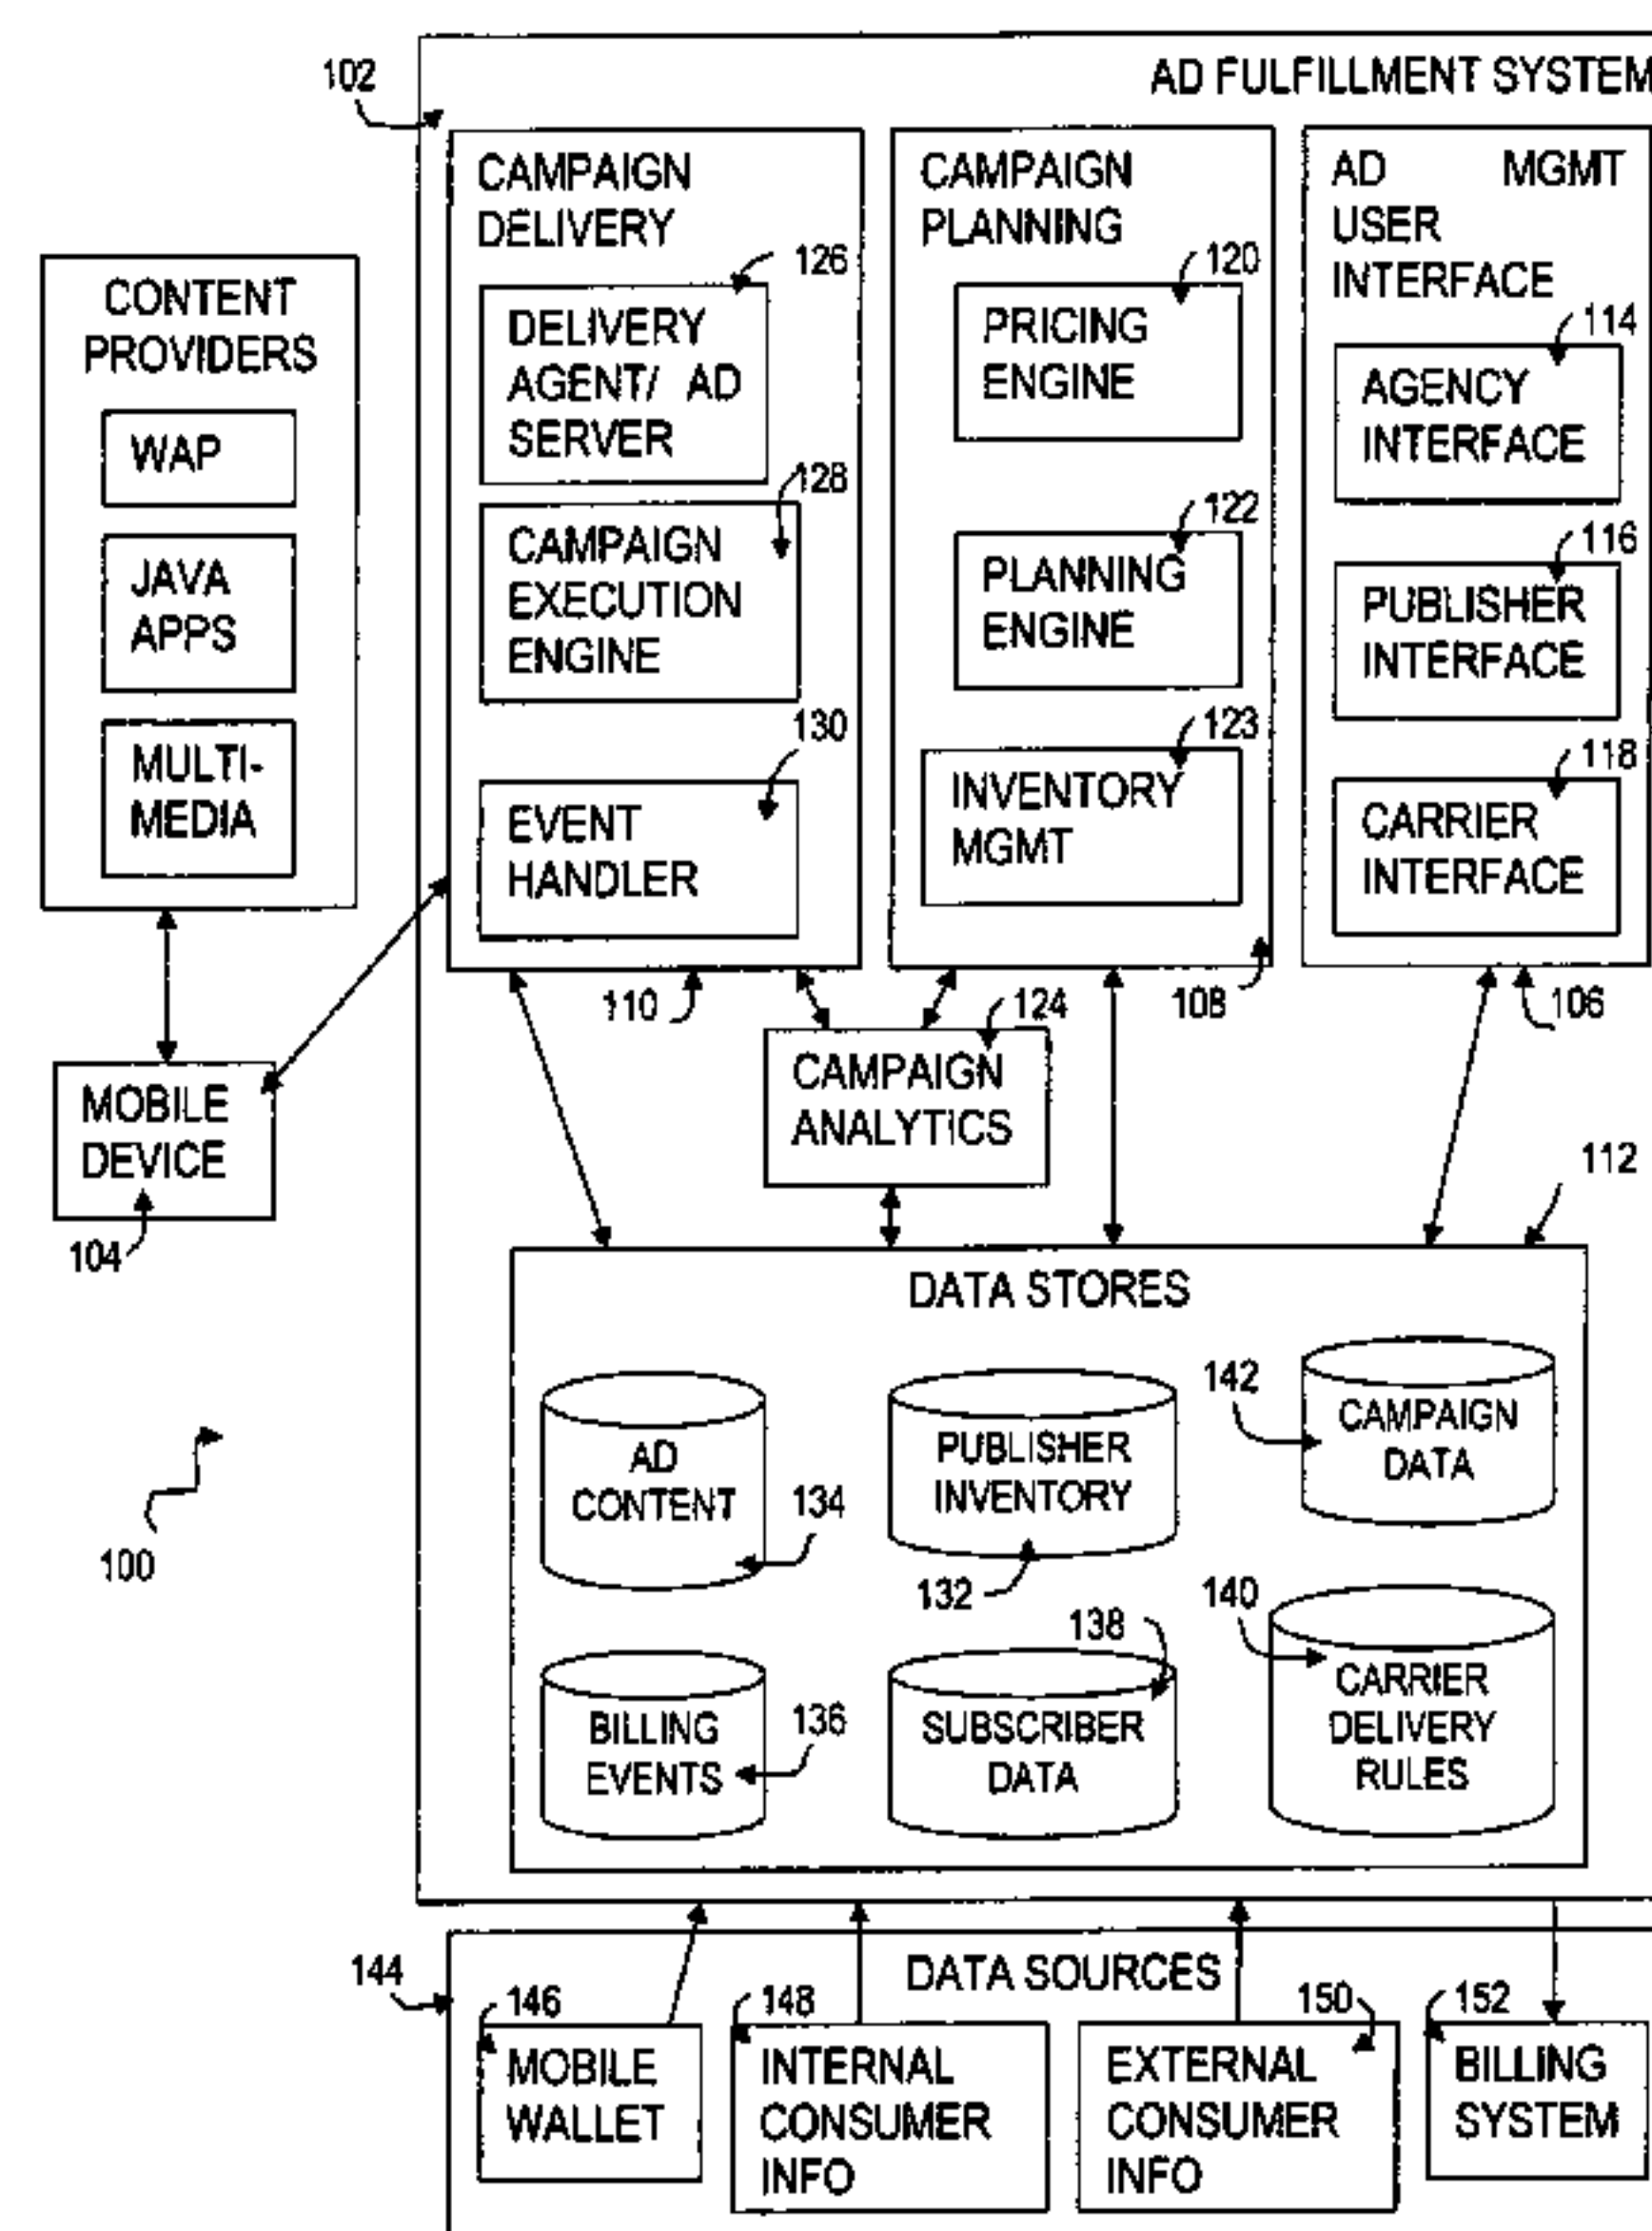 102
AD FULFILLMENT SYSTEM
CONTENT
PROVIDERS
WAP
JAVA
APPS
MULTI-
MEDIA
MOBILE
DEVICE
104
100
CAMPAIGN
DELIVERY
126
DELIVERY
AGENT/ AD
SERVER
128
CAMPAIGN
EXECUTION
ENGINE
130
EVENT
HANDLER
110
CAMPAIGN
PLANNING
120
PRICING
ENGINE
122
PLANNING
ENGINE
123
INVENTORY
MGMT
108
AD MGMT
USER
INTERFACE
114
AGENCY
INTERFACE
116
PUBLISHER
INTERFACE
118
CARRIER
INTERFACE
106
124
CAMPAIGN
ANALYTICS
112
DATA STORES
AD
CONTENT
134
PUBLISHER
INVENTORY
132
142
CAMPAIGN
DATA
BILLING
EVENTS
136
138
SUBSCRIBER
DATA
140
CARRIER
DELIVERY
RULES
144
DATA SOURCES
146
MOBILE
WALLET
148
INTERNAL
CONSUMER
INFO
150
EXTERNAL
CONSUMER
INFO
152
BILLING
SYSTEM